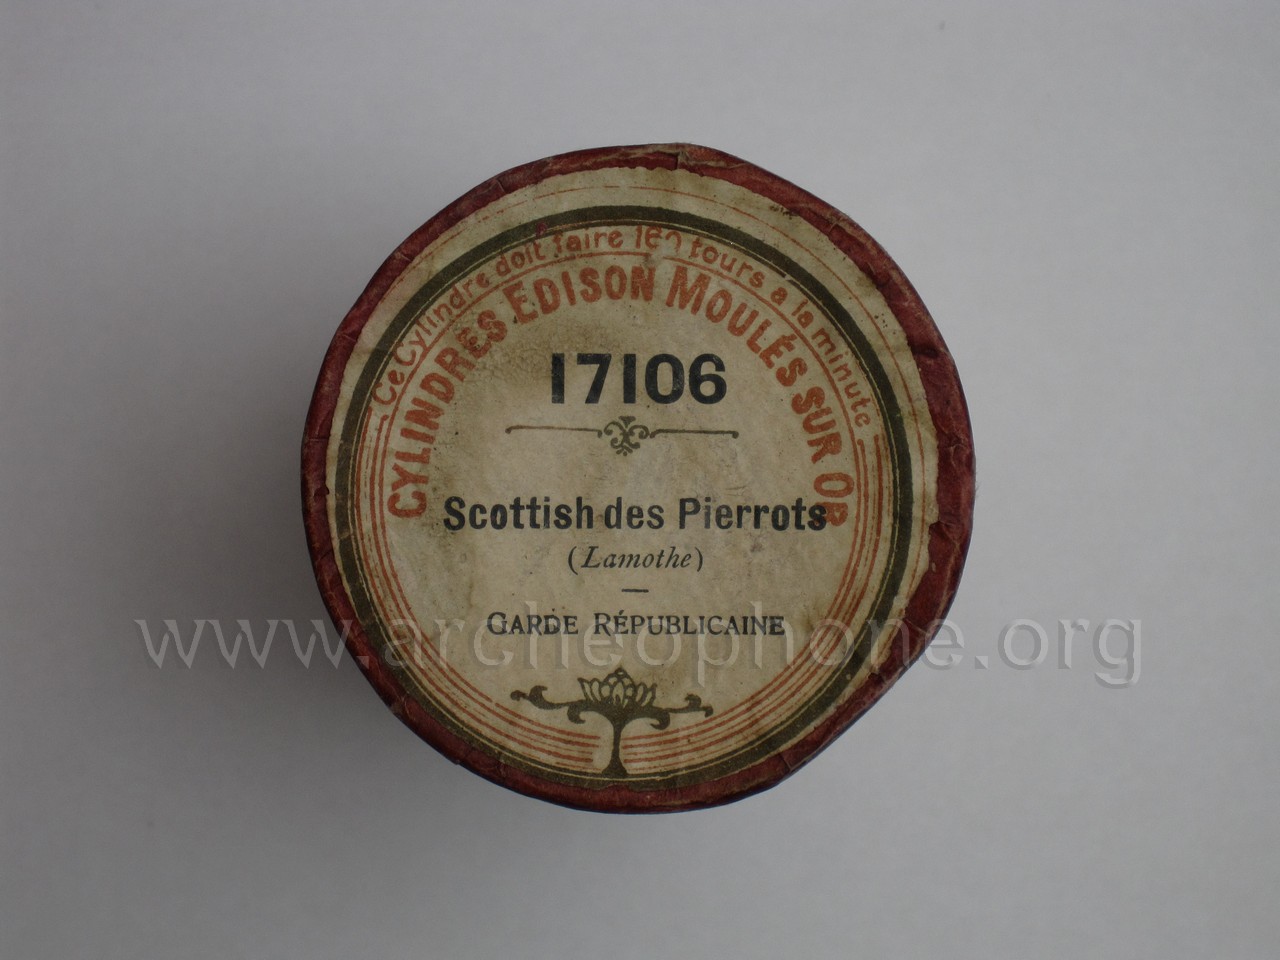 Ce Cylindre doit faire 160 tours a la minute
CYLINDRES EDISON MOULÉS SUR OR
17106
Scottish des Pierrots
(Lamothe)
GARDE RÉPUBLICAINE
www.archeophone.org